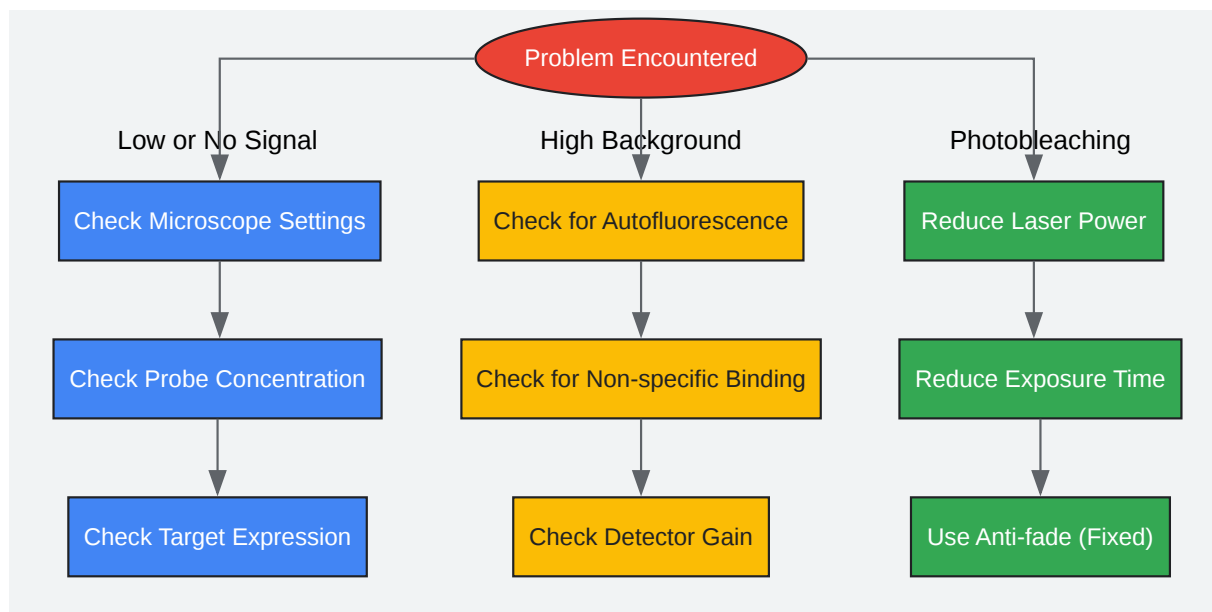 Problem Encountered
Low or No Signal
High Background
Photobleaching
Check Microscope Settings
Check for Autofluorescence
Reduce Laser Power
Check Probe Concentration
Check for Non-specific Binding
Reduce Exposure Time
Check Target Expression
Check Detector Gain
Use Anti-fade (Fixed)